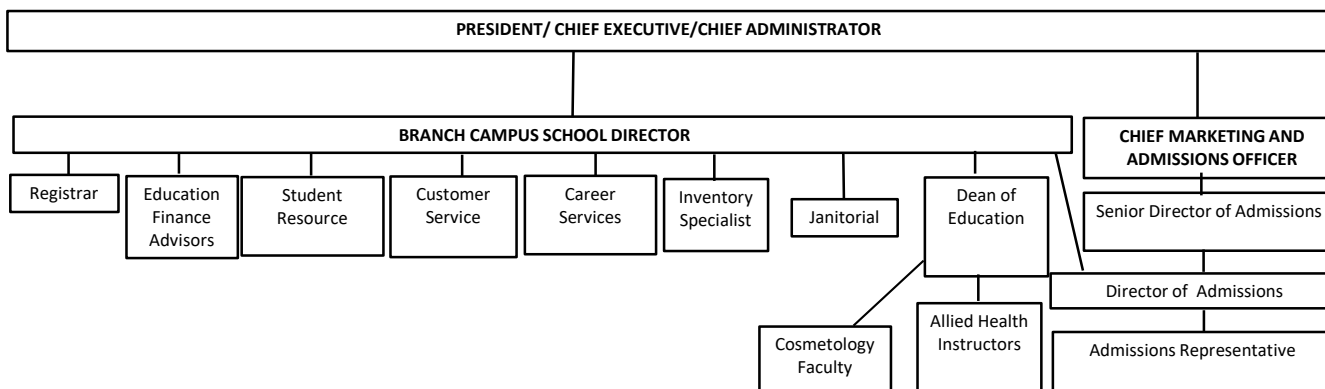 PRESIDENT/ CHIEF EXECUTIVE/CHIEF ADMINISTRATOR
BRANCH CAMPUS SCHOOL DIRECTOR
CHIEF MARKETING AND
ADMISSIONS OFFICER
Registrar
Education
Finance
Advisors
Student
Resource
Customer
Service
Career
Services
Inventory
Specialist
Janitorial
Dean of
Education
Senior Director of Admissions
Director of  Admissions
Cosmetology
Faculty
Allied Health
Instructors
Admissions Representative